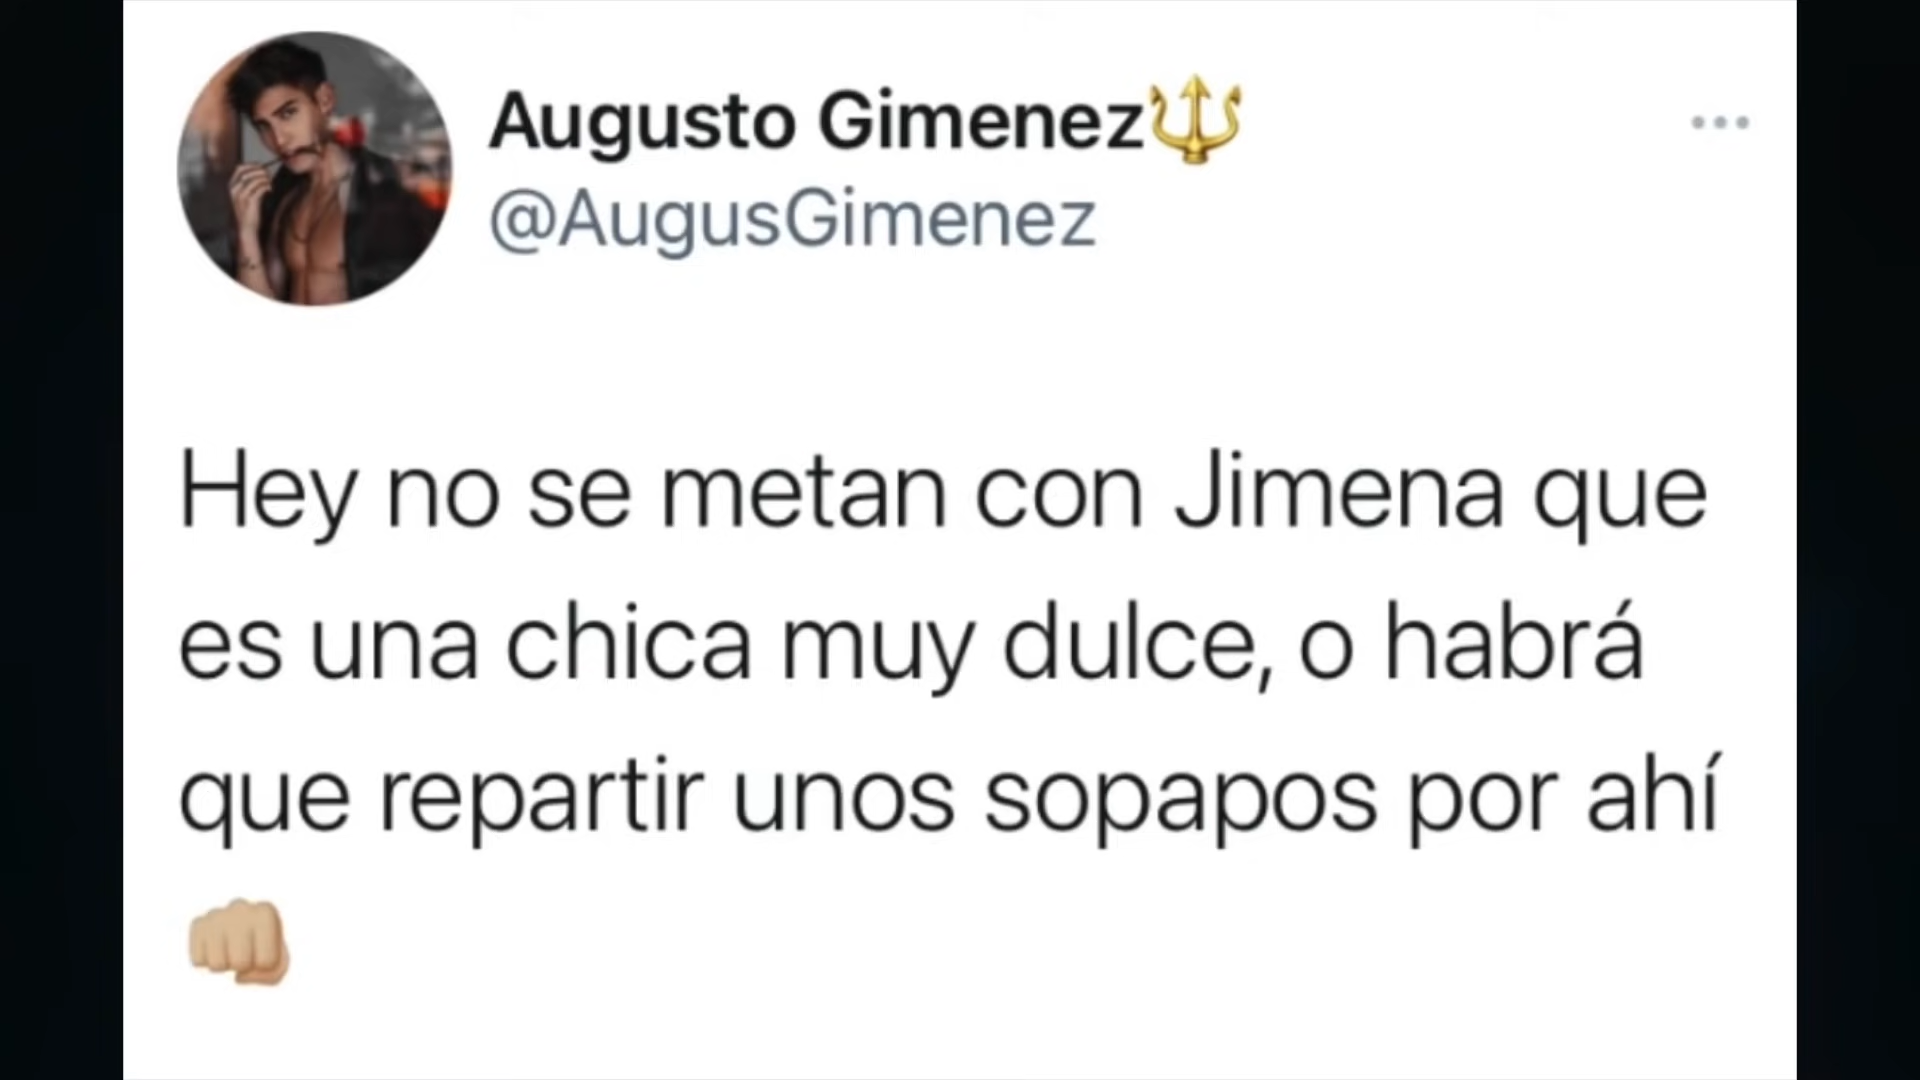 Augusto Gimenez🔱
@AugusGimenez
Hey no se metan con Jimena que
es una chica muy dulce, o habrá
que repartir unos sopapos por ahí
👊🏼